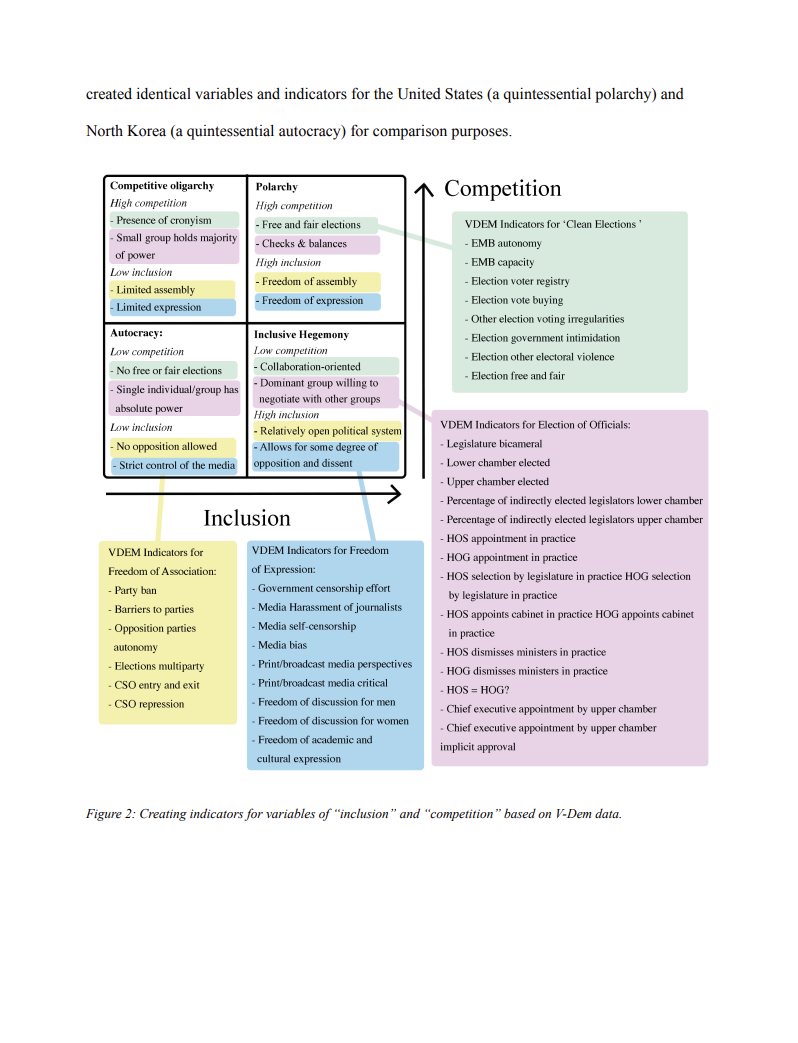 created identical variables and indicators for the United States (a quintessential polarchy) and
North Korea (a quintessential autocracy) for comparison purposes.
Competitive oligarchy
High competition
- Presence of cronyism
- Small group holds majority
of power
Low inclusion
- Limited assembly
- Limited expression
Polarchy
High competition
- Free and fair elections
- Checks & balances
High inclusion
- Freedom of assembly
- Freedom of expression
Autocracy:
Low competition
- No free or fair elections
- Single individual/group has
absolute power
Low inclusion
- No opposition allowed
- Strict control of the media
Inclusive Hegemony
Low competition
- Collaboration-oriented
- Dominant group willing to
negotiate with other groups
High inclusion
- Relatively open political system
- Allows for some degree of
opposition and dissent
Competition
VDEM Indicators for ‘Clean Elections ’
- EMB autonomy
- EMB capacity
- Election voter registry
- Election vote buying
- Other election voting irregularities
- Election government intimidation
- Election other electoral violence
- Election free and fair
VDEM Indicators for Election of Officials:
- Legislature bicameral
- Lower chamber elected
- Upper chamber elected
- Percentage of indirectly elected legislators lower chamber
- Percentage of indirectly elected legislators upper chamber
- HOS appointment in practice
- HOG appointment in practice
- HOS selection by legislature in practice HOG selection
by legislature in practice
- HOS appoints cabinet in practice HOG appoints cabinet
in practice
- HOS dismisses ministers in practice
- HOG dismisses ministers in practice
- HOS = HOG?
- Chief executive appointment by upper chamber
- Chief executive appointment by upper chamber
implicit approval
Inclusion
VDEM Indicators for
Freedom of Association:
- Party ban
- Barriers to parties
- Opposition parties
autonomy
- Elections multiparty
- CSO entry and exit
- CSO repression
VDEM Indicators for Freedom
of Expression:
- Government censorship effort
- Media Harassment of journalists
- Media self-censorship
- Media bias
- Print/broadcast media perspectives
- Print/broadcast media critical
- Freedom of discussion for men
- Freedom of discussion for women
- Freedom of academic and
cultural expression
Figure 2: Creating indicators for variables of “inclusion” and “competition” based on V-Dem data.